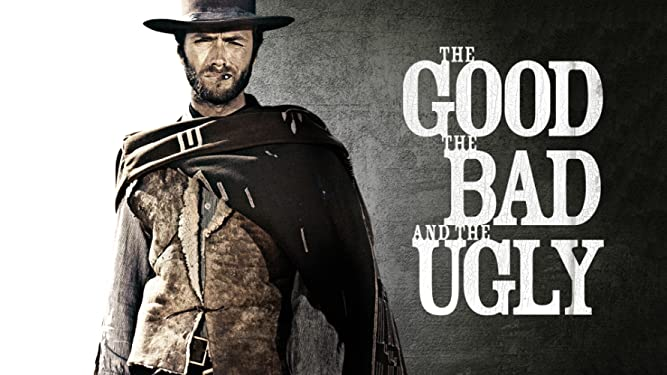 THE
GOOD
THE
BAD
AND THE
UGLY